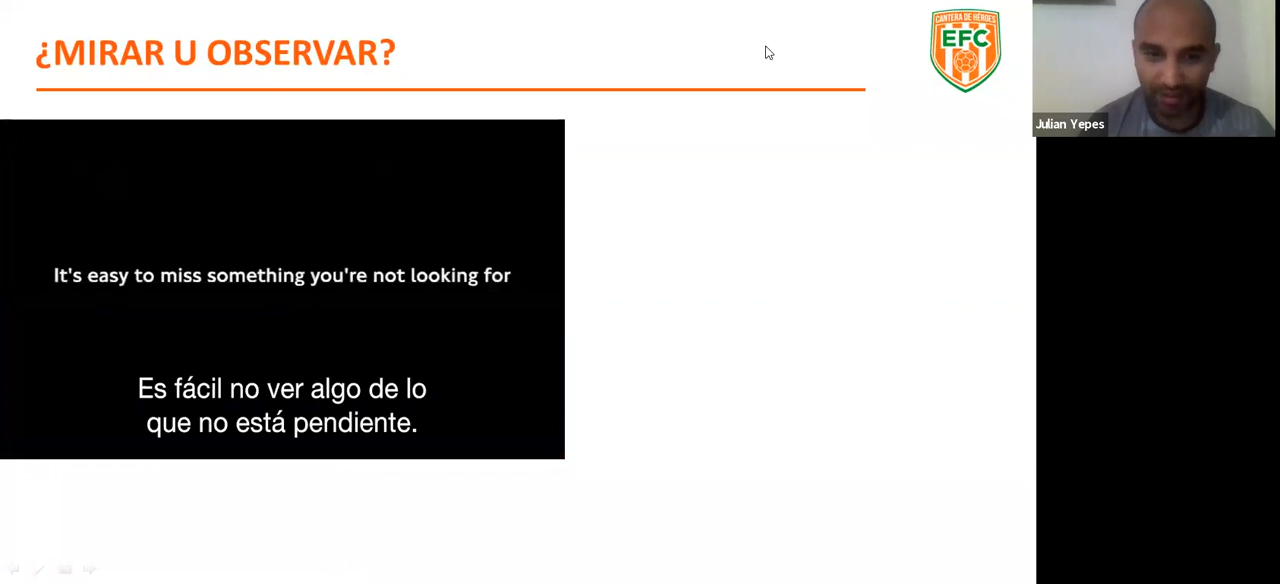 ¿MIRAR U OBSERVAR?
CANTERA DE HÉROES
EFC
Julian Yepes
It's easy to miss something you're not looking for
Es fácil no ver algo de lo
que no está pendiente.